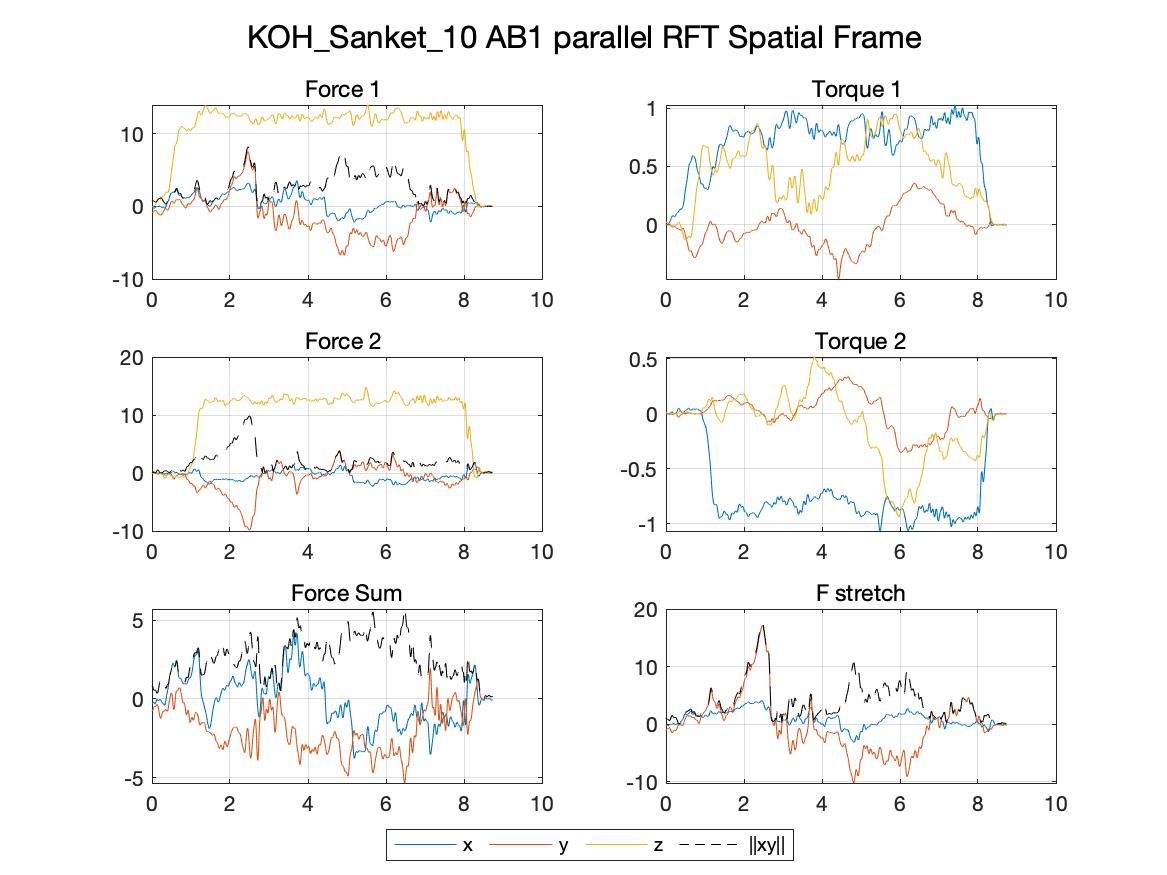 KOH_Sanket_10 AB1 parallel RFT Spatial Frame
Force 1
10
0
-10
0 2 4 6 8 10
Torque 1
1
0.5
0
0 2 4 6 8 10
Force 2
20
10
0
-10
0 2 4 6 8 10
Torque 2
0.5
0
-0.5
-1
0 2 4 6 8 10
Force Sum
5
0
-5
0 2 4 6 8 10
F stretch
20
10
0
-10
0 2 4 6 8 10
x y z ||xy||